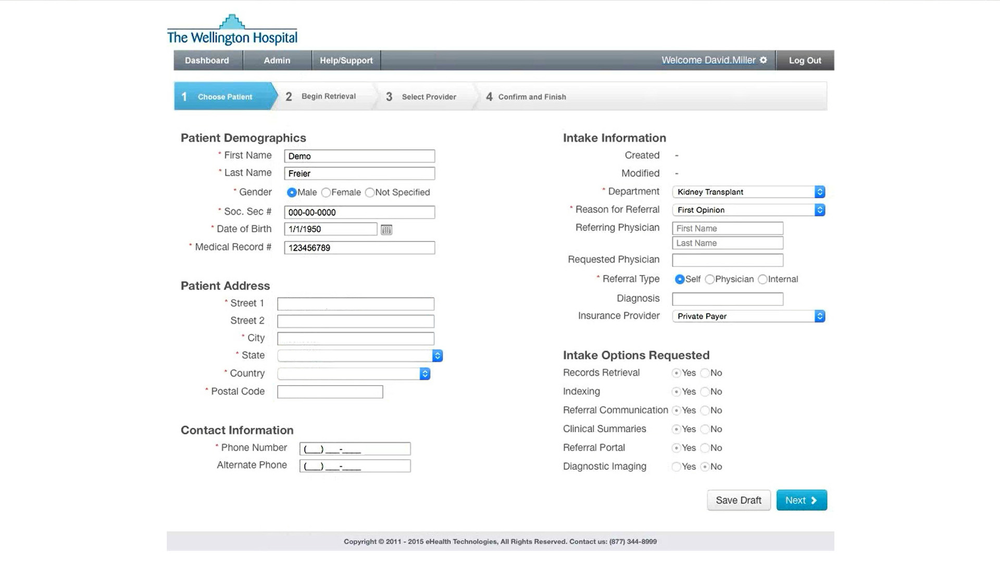 The Wellington Hospital
Dashboard Admin Help/Support Welcome David.Miller Log Out
1 Choose Patient 2 Begin Retrieval 3 Select Provider 4 Confirm and Finish
Patient Demographics
* First Name Demo
* Last Name Freier
* Gender Male Female Not Specified
* Soc. Sec # 000-00-0000
* Date of Birth 1/1/1950
* Medical Record # 123456789
Patient Address
* Street 1
Street 2
* City
* State
* Country
* Postal Code
Contact Information
* Phone Number (___) ___-____
Alternate Phone (___) ___-____
Intake Information
Created -
Modified -
* Department Kidney Transplant
* Reason for Referral First Opinion
Referring Physician First Name
Last Name
Requested Physician
* Referral Type Self Physician Internal
Diagnosis
Insurance Provider Private Payer
Intake Options Requested
Records Retrieval Yes No
Indexing Yes No
Referral Communication Yes No
Clinical Summaries Yes No
Referral Portal Yes No
Diagnostic Imaging Yes No
Save Draft Next
Copyright © 2011 - 2015 eHealth Technologies, All Rights Reserved. Contact us: (877) 344-8999